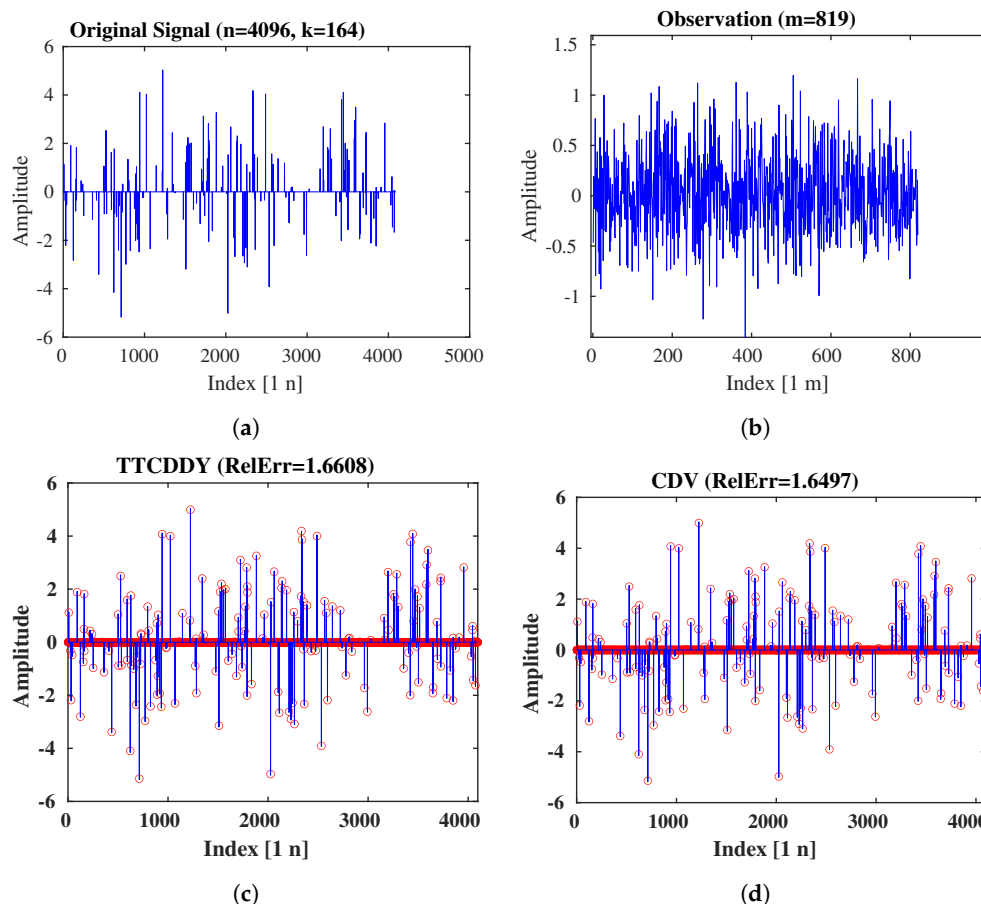 Original Signal (n=4096, k=164)
6
4
2
0
-2
-4
-6
Amplitude
0 1000 2000 3000 4000 5000
Index [1 n]
(a)
Observation (m=819)
1.5
1
0.5
0
-0.5
-1
Amplitude
0 200 400 600 800
Index [1 m]
(b)
TTCDDY (RelErr=1.6608)
6
4
2
0
-2
-4
-6
Amplitude
0 1000 2000 3000 4000
Index [1 n]
(c)
CDV (RelErr=1.6497)
6
4
2
0
-2
-4
-6
Amplitude
0 1000 2000 3000
Index [1 n]
(d)